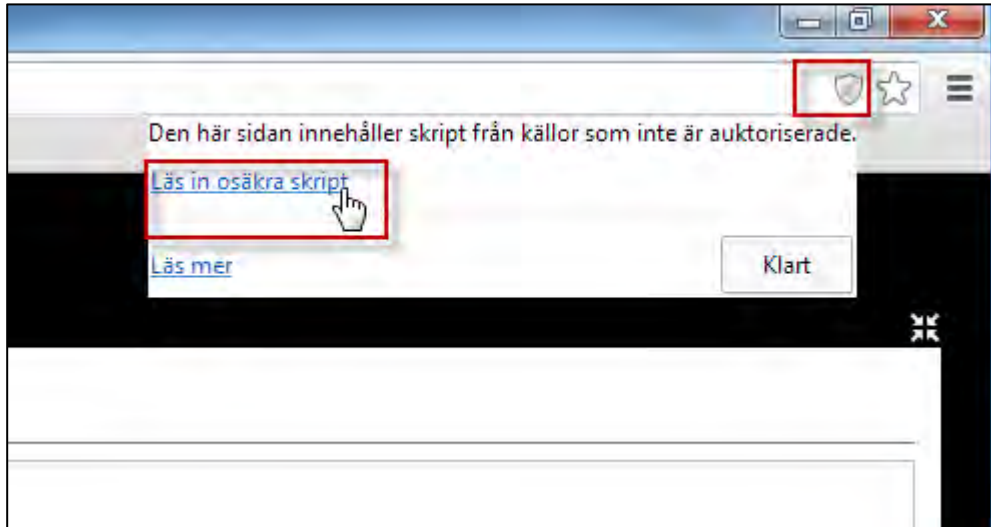 Den här sidan innehåller skript från källor som inte är auktoriserade.
Läs in osäkra skript
Läs mer
Klart